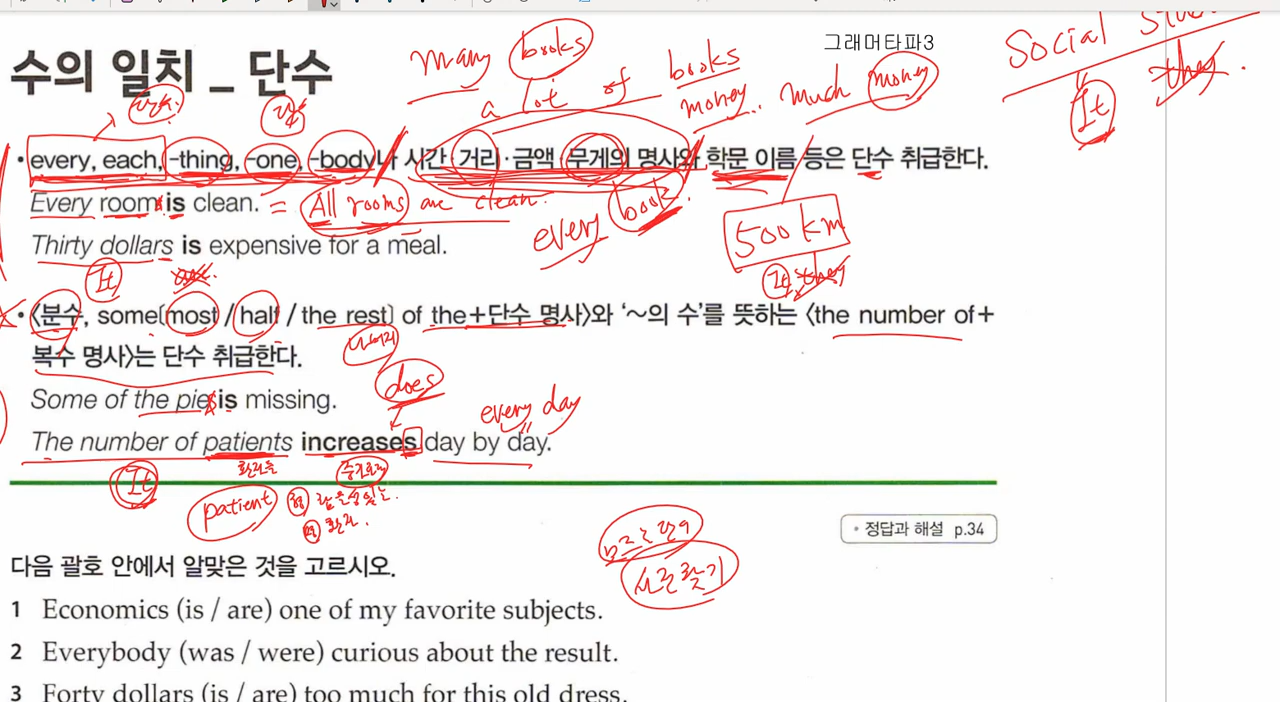 그래머타파3
Social
수의 일치 _ 단수
many books
books
a lot of
money
much money
It
they
• every, each, -thing, -one, -body나 시간·거리·금액·무게의 명사와 학문 이름 등은 단수 취급한다.
Every room is clean. = All rooms are clean.
every book
500km
Thirty dollars is expensive for a meal.
It
It they
• 〈분수, some[most / half / the rest] of the+단수 명사〉와 '~의 수'를 뜻하는 〈the number of+
복수 명사〉는 단수 취급한다.
나머지
does
Some of the pie is missing.
every day
The number of patients increases day by day.
It
patient
• 정답과 해설 p.34
다음 괄호 안에서 알맞은 것을 고르시오.
1 Economics (is / are) one of my favorite subjects.
2 Everybody (was / were) curious about the result.
3 Forty dollars (is / are) too much for this old dress.